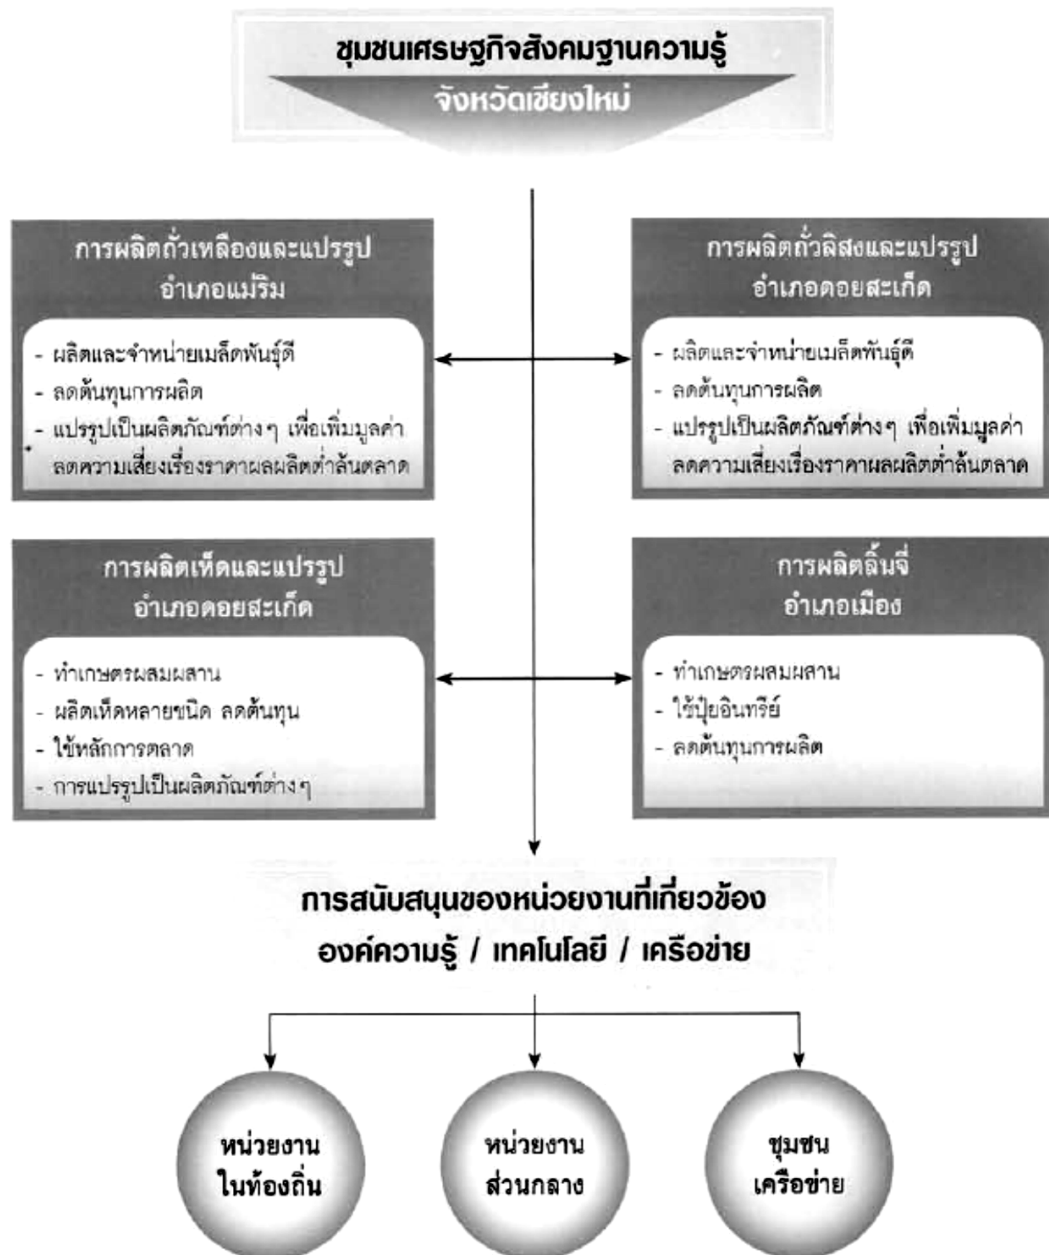 ชุมชนเศรษฐกิจสังคมฐานความรู้
จังหวัดเชียงใหม่
การผลิตถั่วเหลืองและแปรรูป
อำเภอแม่ริม
- ผลิตและจำหน่ายเมล็ดพันธุ์ดี
- ลดต้นทุนการผลิต
- แปรรูปเป็นผลิตภัณฑ์ต่างๆ เพื่อเพิ่มมูลค่า
ลดความเสี่ยงเรื่องราคาผลผลิตต่ำล้นตลาด
การผลิตถั่วลิสงและแปรรูป
อำเภอดอยสะเก็ด
- ผลิตและจำหน่ายเมล็ดพันธุ์ดี
- ลดต้นทุนการผลิต
- แปรรูปเป็นผลิตภัณฑ์ต่างๆ เพื่อเพิ่มมูลค่า
ลดความเสี่ยงเรื่องราคาผลผลิตต่ำล้นตลาด
การผลิตเห็ดและแปรรูป
อำเภอดอยสะเก็ด
- ทำเกษตรผสมผสาน
- ผลิตเห็ดหลายชนิด ลดต้นทุน
- ใช้หลักการตลาด
- การแปรรูปเป็นผลิตภัณฑ์ต่างๆ
การผลิตลิ้นจี่
อำเภอเมือง
- ทำเกษตรผสมผสาน
- ใช้ปุ๋ยอินทรีย์
- ลดต้นทุนการผลิต
การสนับสนุนของหน่วยงานที่เกี่ยวข้อง
องค์ความรู้ / เทคโนโลยี / เครือข่าย
หน่วยงาน
ในท้องถิ่น
หน่วยงาน
ส่วนกลาง
ชุมชน
เครือข่าย